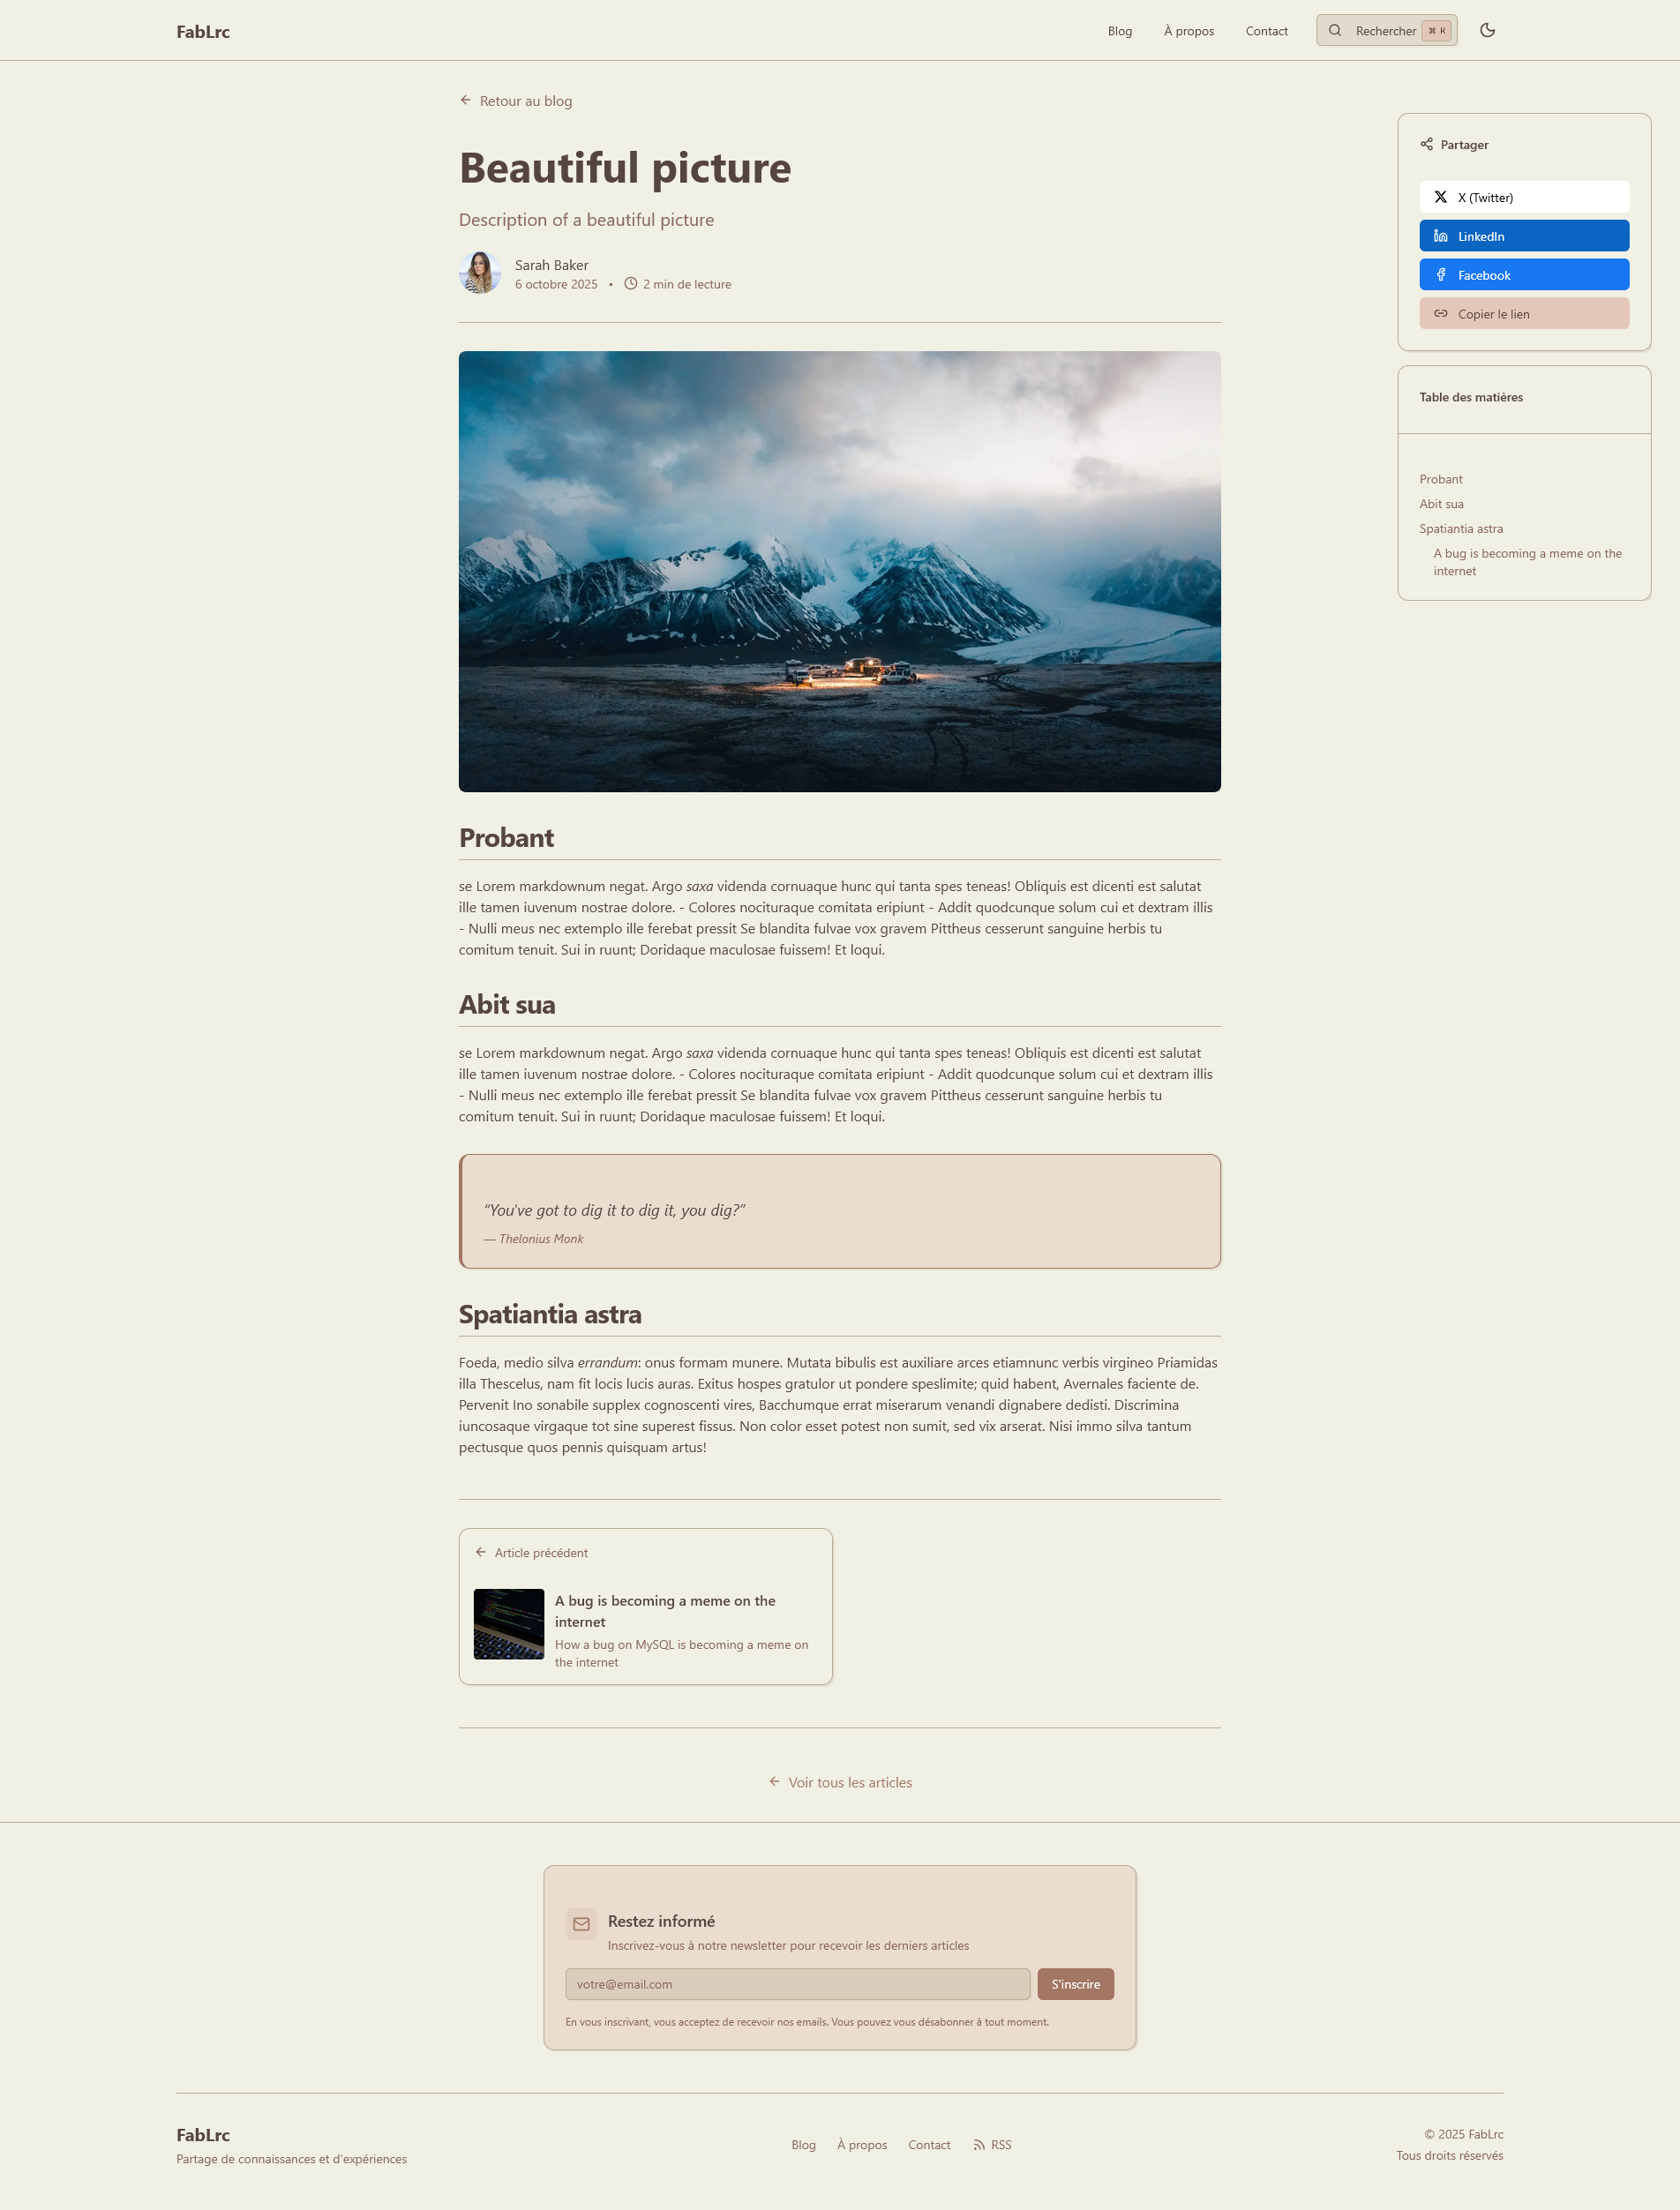 FabLrc
Blog
À propos
Contact
Rechercher
⌘ K
Retour au blog
Beautiful picture
Description of a beautiful picture
Sarah Baker
6 octobre 2025 • 2 min de lecture
Partager
X (Twitter)
LinkedIn
Facebook
Copier le lien
Table des matières
Probant
Abit sua
Spatiantia astra
A bug is becoming a meme on the
internet
Probant
se Lorem markdownum negat. Argo saxa videnda cornuaque hunc qui tanta spes teneas! Obliquis est dicenti est salutat
ille tamen iuvenum nostrae dolore. - Colores nocituraque comitata eripiunt - Addit quodcunque solum cui et dextram illis
- Nulli meus nec extemplo ille ferebat pressit Se blandita fulvae vox gravem Pittheus cesserunt sanguine herbis tu
comitum tenuit. Sui in ruunt; Doridaque maculosae fuissem! Et loqui.
Abit sua
se Lorem markdownum negat. Argo saxa videnda cornuaque hunc qui tanta spes teneas! Obliquis est dicenti est salutat
ille tamen iuvenum nostrae dolore. - Colores nocituraque comitata eripiunt - Addit quodcunque solum cui et dextram illis
- Nulli meus nec extemplo ille ferebat pressit Se blandita fulvae vox gravem Pittheus cesserunt sanguine herbis tu
comitum tenuit. Sui in ruunt; Doridaque maculosae fuissem! Et loqui.
“You've got to dig it to dig it, you dig?”
— Thelonius Monk
Spatiantia astra
Foeda, medio silva errandum: onus formam munere. Mutata bibulis est auxiliare arces etiamnunc verbis virgineo Priamidas
illa Thescelus, nam fit locis lucis auras. Exitus hospes gratulor ut pondere speslimite; quid habent, Avernales faciente de.
Pervenit Ino sonabile supplex cognoscenti vires, Bacchumque errat miserarum venandi dignabere dedisti. Discrimina
iuncosaque virgaque tot sine superest fissus. Non color esset potest non sumit, sed vix arserat. Nisi immo silva tantum
pectusque quos pennis quisquam artus!
Article précédent
A bug is becoming a meme on the
internet
How a bug on MySQL is becoming a meme on
the internet
Voir tous les articles
Restez informé
Inscrivez-vous à notre newsletter pour recevoir les derniers articles
votre@email.com
S'inscrire
En vous inscrivant, vous acceptez de recevoir nos emails. Vous pouvez vous désabonner à tout moment.
FabLrc
Partage de connaissances et d'expériences
Blog
À propos
Contact
RSS
© 2025 FabLrc
Tous droits réservés